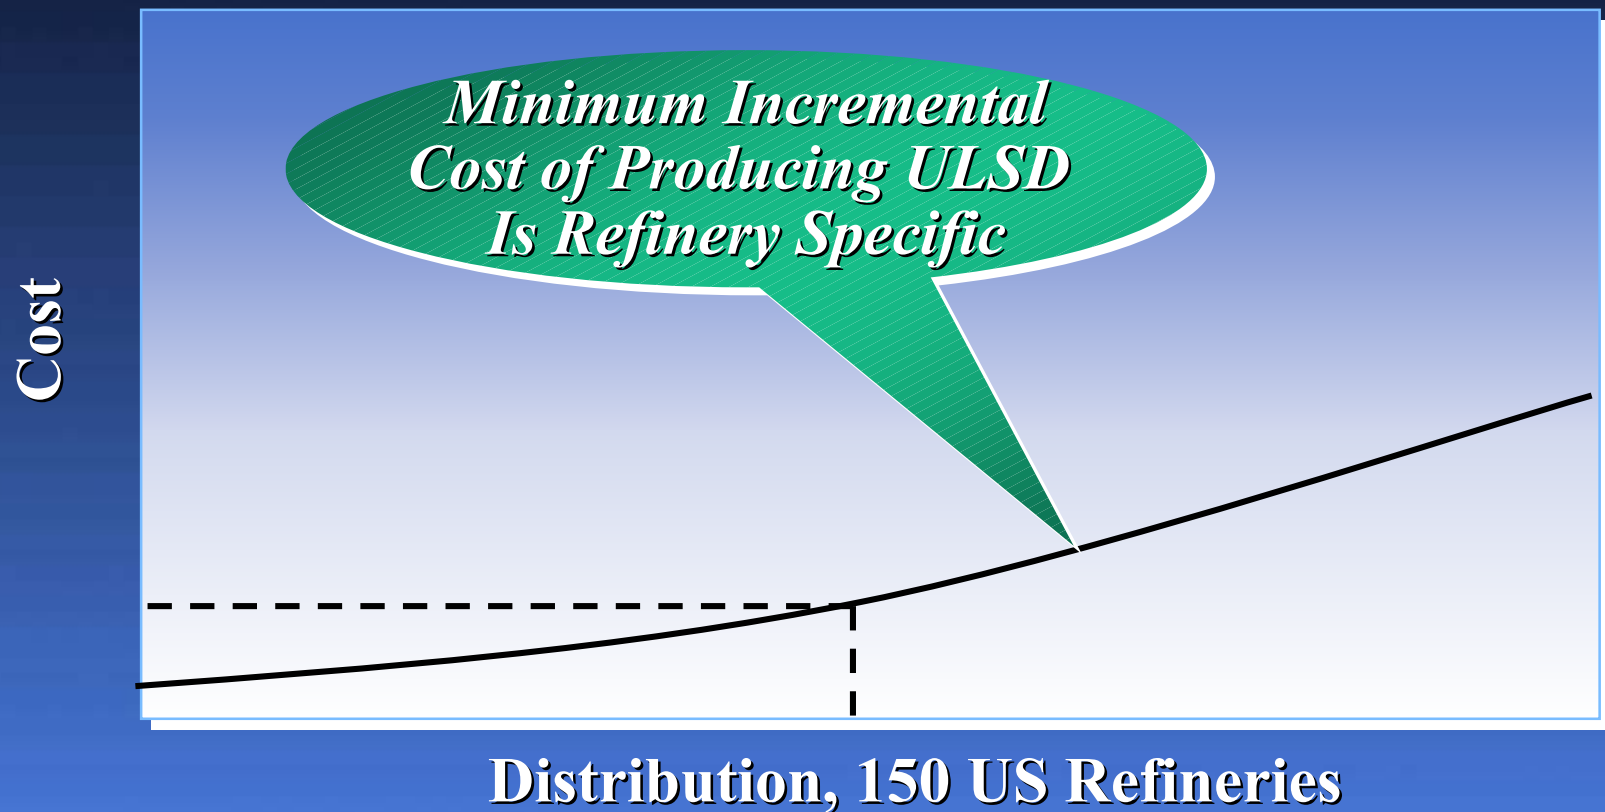 Minimum Incremental
Cost of Producing ULSD
Is Refinery Specific
Cost
Distribution, 150 US Refineries